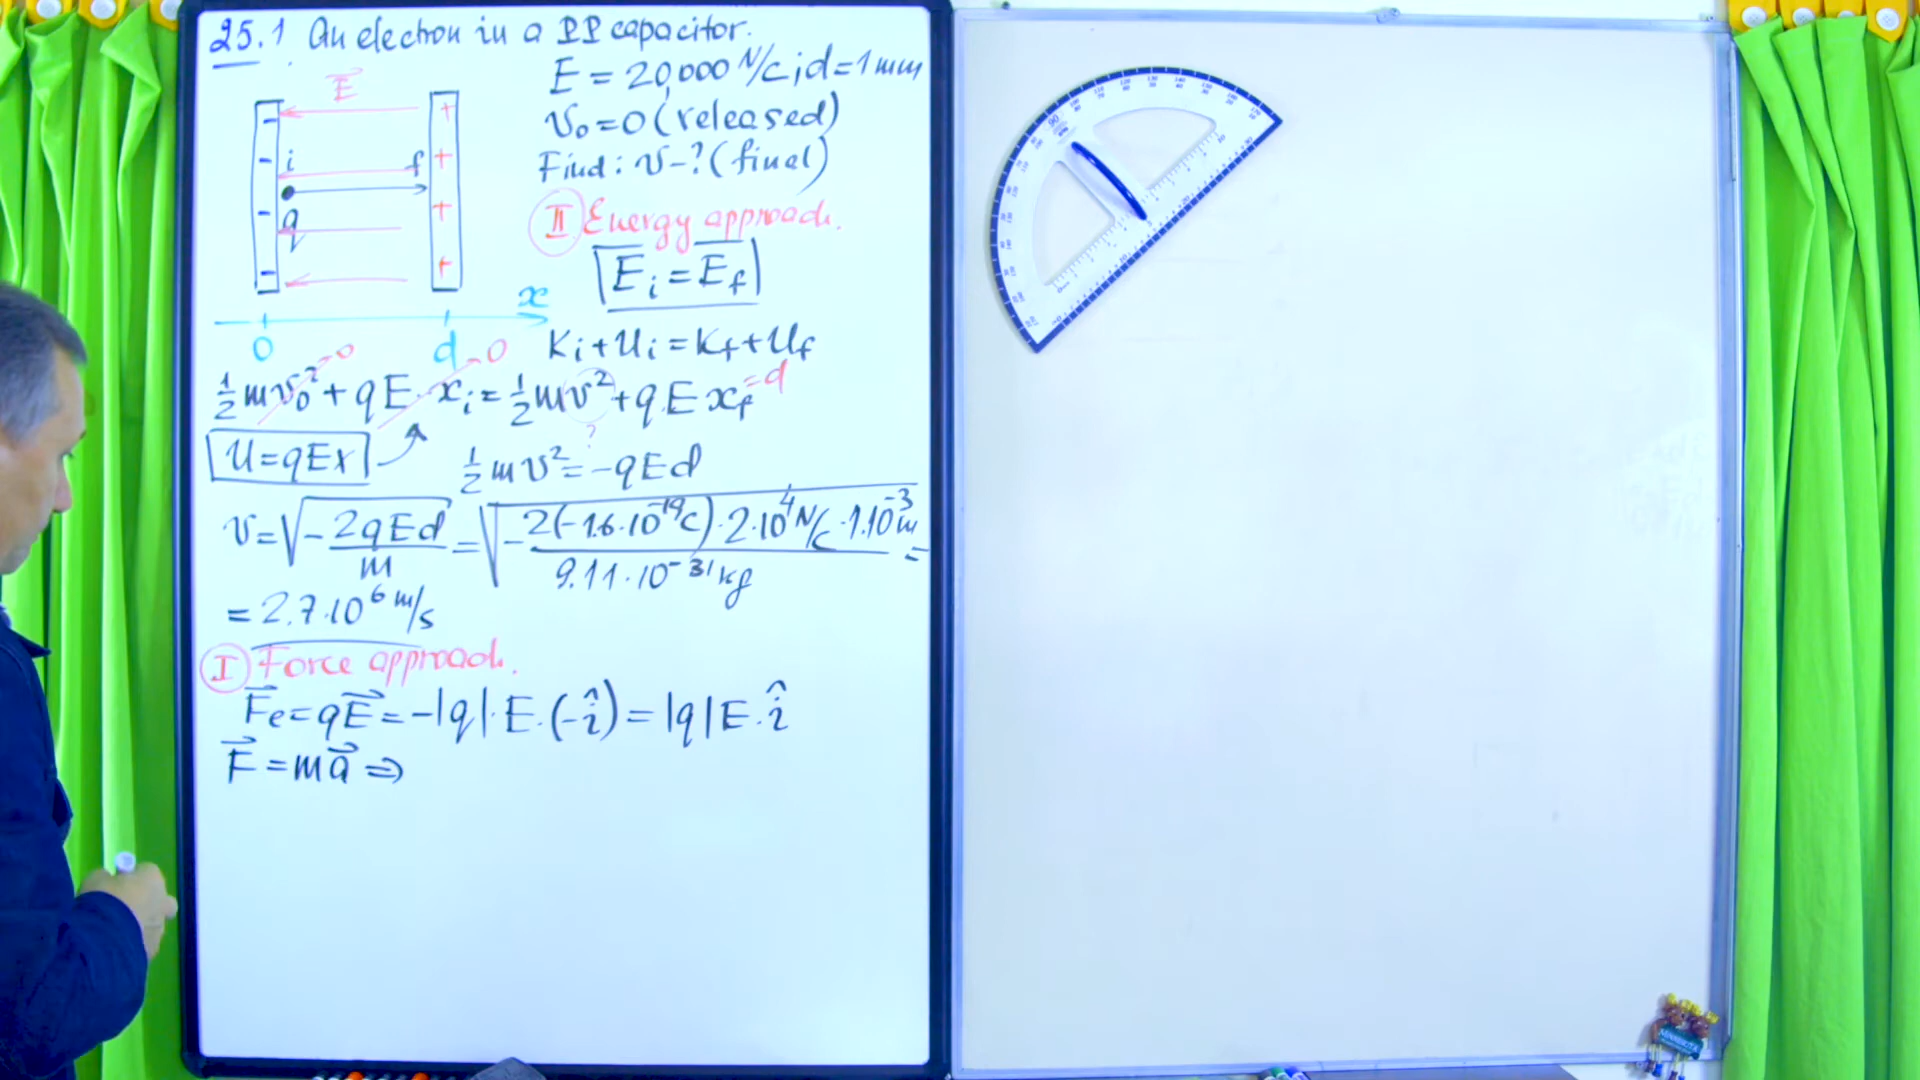 25.1 An electron in a PP capacitor.
E = 20,000 N/C; d = 1 mm
v₀ = 0 (released)
Find: v - ? (final)
E⃗
- +
- i f +
- q +
- +
x
0 d
II Energy approach.
Eᵢ = E_f
Kᵢ + Uᵢ = K_f + U_f
½mv₀² + qE · xᵢ = ½mv² + qEx_f
→0 →0 =d
?
U = qEx
½mv² = -qEd
v = √(-2qEd/m) = √(-2(-1.6·10⁻¹⁹C)·2·10⁴N/C·1·10⁻³m / 9.11·10⁻³¹kg) =
= 2.7·10⁶ m/s
I Force approach.
F⃗e = qE⃗ = -|q|·E·(-î) = |q|E·î
F⃗ = ma⃗ ⇒